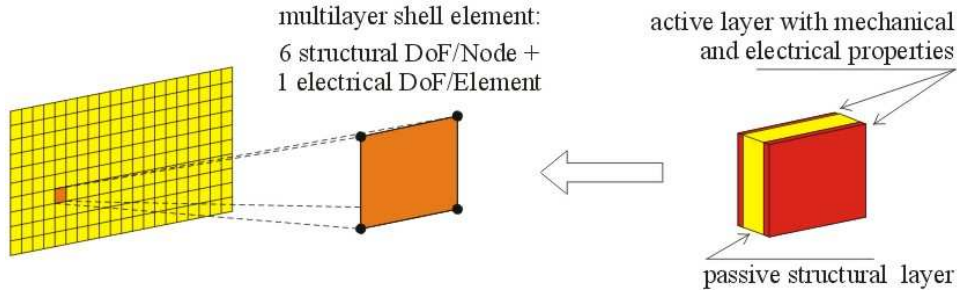 multilayer shell element:
6 structural DoF/Node +
1 electrical DoF/Element
active layer with mechanical
and electrical properties
passive structural layer